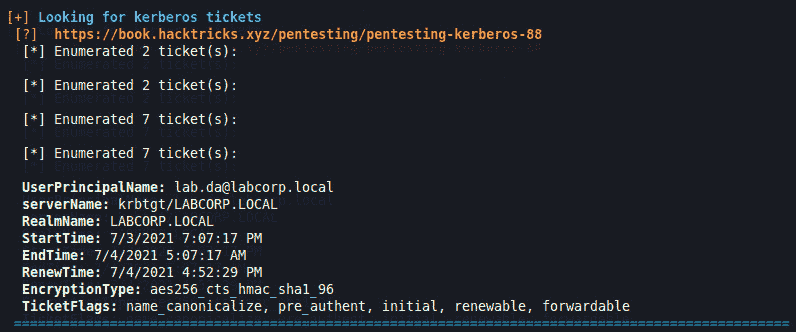 [+] Looking for kerberos tickets
[?] https://book.hacktricks.xyz/pentesting/pentesting-kerberos-88
[*] Enumerated 2 ticket(s):
[*] Enumerated 2 ticket(s):
[*] Enumerated 7 ticket(s):
[*] Enumerated 7 ticket(s):
UserPrincipalName: lab.da@labcorp.local
serverName: krbtgt/LABCORP.LOCAL
RealmName: LABCORP.LOCAL
StartTime: 7/3/2021 7:07:17 PM
EndTime: 7/4/2021 5:07:17 AM
RenewTime: 7/4/2021 4:52:29 PM
EncryptionType: aes256_cts_hmac_sha1_96
TicketFlags: name_canonicalize, pre_authent, initial, renewable, forwardable